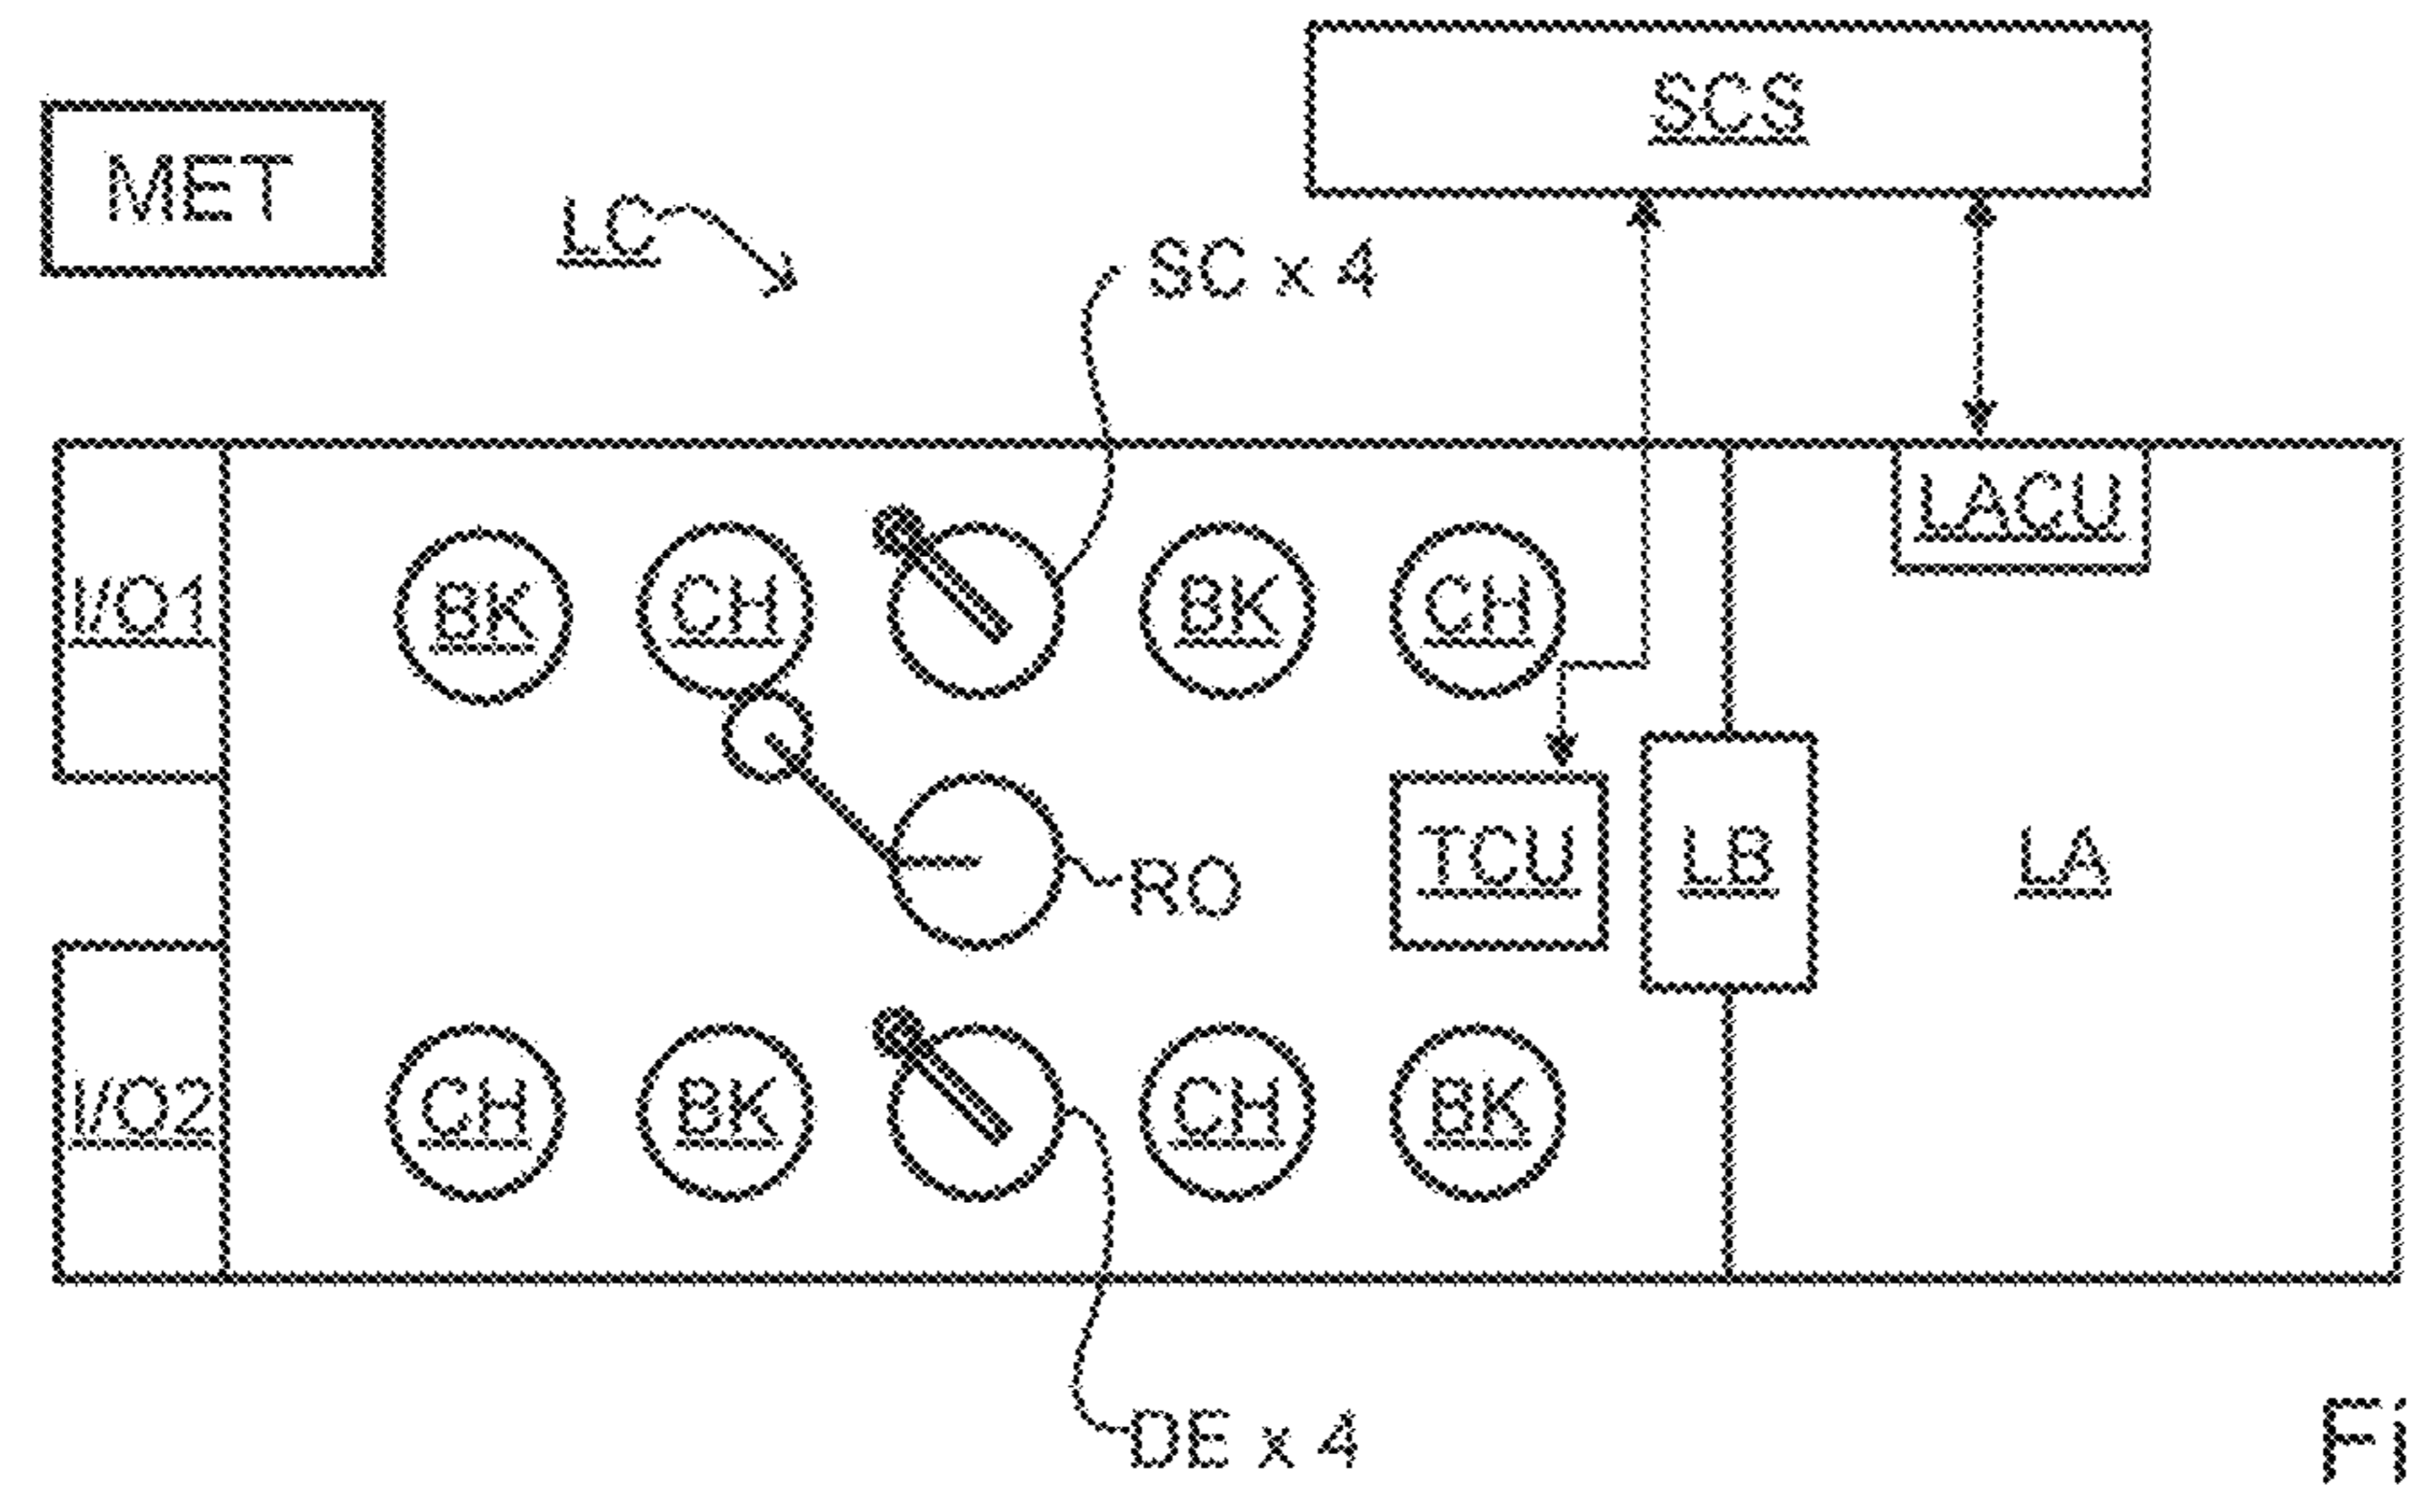 SCS
MET
LC
SC x 4
LACU
I/O1
BK
CH
BK
CH
TCU
LB
LA
RO
I/O2
CH
BK
CH
BK
DE x 4
Fi